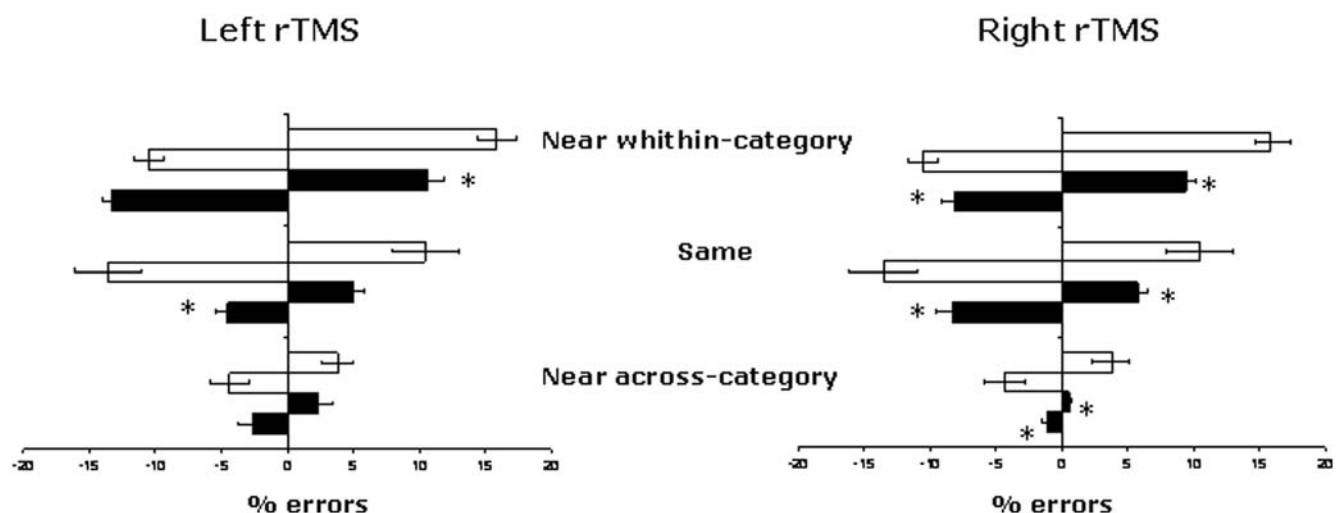 Left rTMS
Right rTMS
Near whithin-category
*
*
*
Same
*
*
*
Near across-category
*
*
-20 -15 -10 -5 0 5 10 15 20
-20 -15 -10 -5 0 5 10 15 20
% errors
% errors